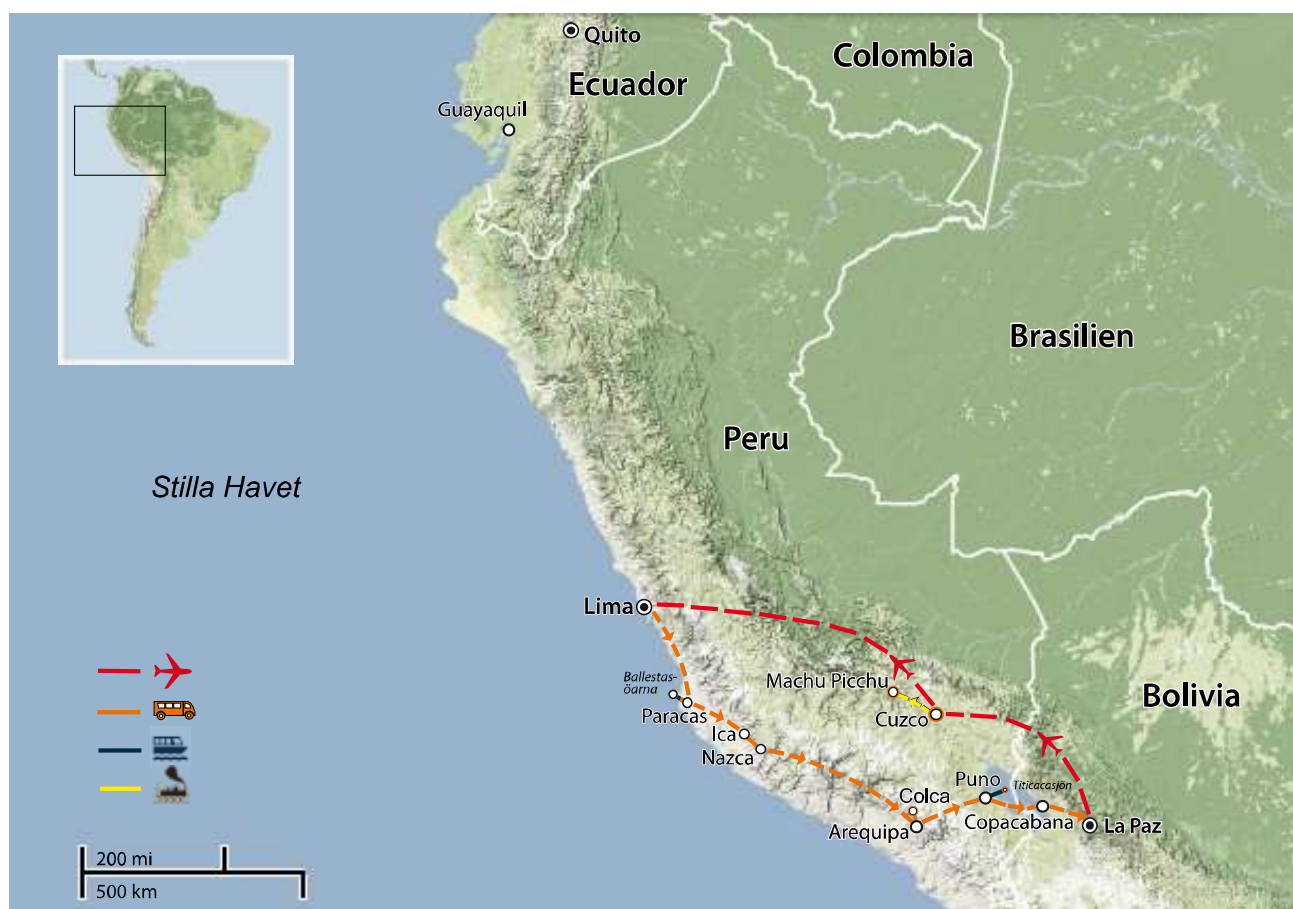 Quito
Colombia
Ecuador
Guayaquil
Brasilien
Peru
Stilla Havet
Lima
Ballestas-
öarna
Machu Picchu
Bolivia
Paracas
Cuzco
Ica
Nazca
Puno
Titicacasjön
Colca
Copacabana
La Paz
Arequipa
200 mi
500 km